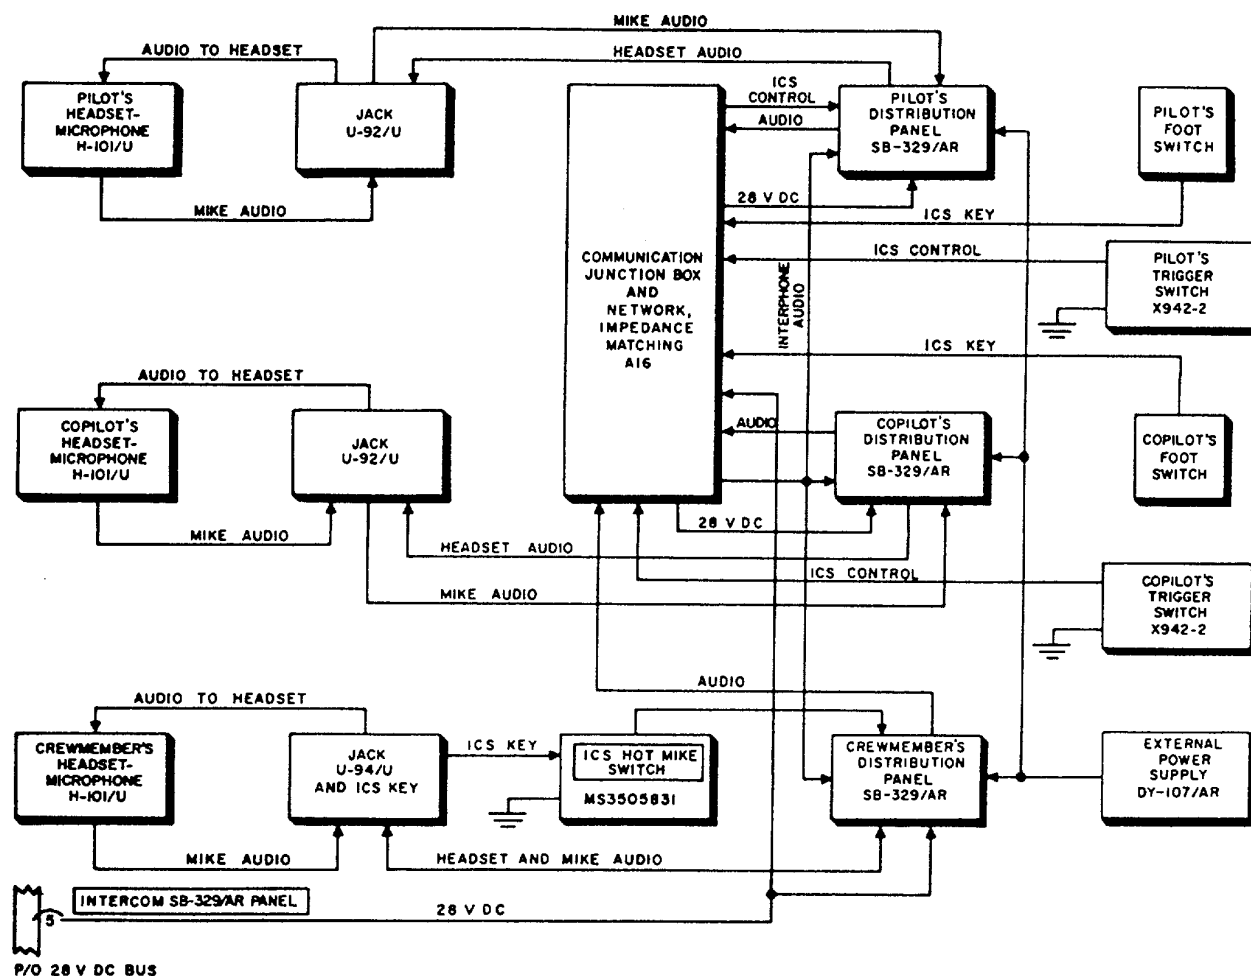 MIKE AUDIO
AUDIO TO HEADSET
HEADSET AUDIO
PILOT'S
HEADSET-
MICROPHONE
H-101/U
JACK
U-92/U
MIKE AUDIO
ICS
CONTROL
AUDIO
PILOT'S
DISTRIBUTION
PANEL
SB-329/AR
PILOT'S
FOOT
SWITCH
28 V DC
ICS KEY
ICS CONTROL
PILOT'S
TRIGGER
SWITCH
X942-2
COMMUNICATION
JUNCTION BOX
AND
NETWORK,
IMPEDANCE
MATCHING
A16
INTERPHONE
AUDIO
ICS KEY
AUDIO TO HEADSET
COPILOT'S
HEADSET-
MICROPHONE
H-101/U
JACK
U-92/U
MIKE AUDIO
AUDIO
COPILOT'S
DISTRIBUTION
PANEL
SB-329/AR
COPILOT'S
FOOT
SWITCH
28 V DC
HEADSET AUDIO
ICS CONTROL
MIKE AUDIO
COPILOT'S
TRIGGER
SWITCH
X942-2
AUDIO
AUDIO TO HEADSET
CREWMEMBER'S
HEADSET-
MICROPHONE
H-101/U
JACK
U-94/U
AND ICS KEY
ICS KEY
ICS HOT MIKE
SWITCH
MS3505831
CREWMEMBER'S
DISTRIBUTION
PANEL
SB-329/AR
EXTERNAL
POWER
SUPPLY
DY-107/AR
MIKE AUDIO
HEADSET AND MIKE AUDIO
INTERCOM SB-329/AR PANEL
5
28 V DC
P/O 28 V DC BUS